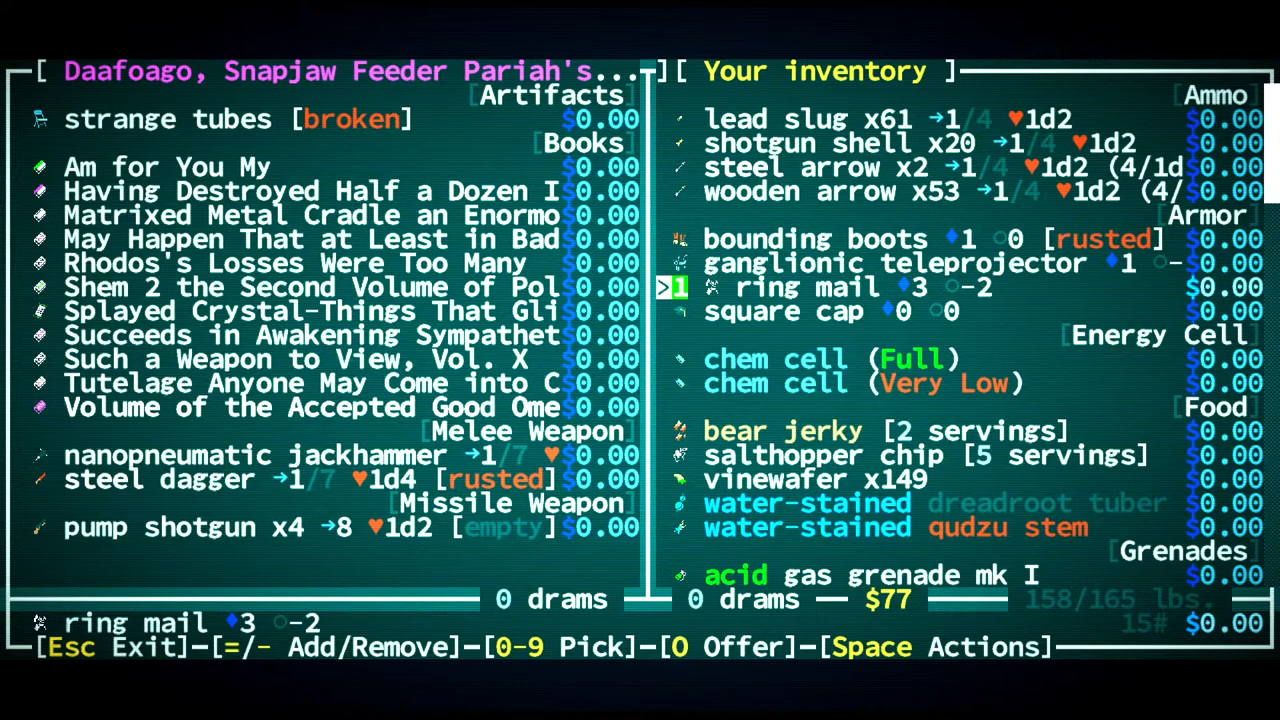 [ Daafoago, Snapjaw Feeder Pariah's... ]
[Artifacts]
strange tubes [broken] $0.00
[Books]
Am for You My $0.00
Having Destroyed Half a Dozen I $0.00
Matrixed Metal Cradle an Enormo $0.00
May Happen That at Least in Bad $0.00
Rhodos's Losses Were Too Many $0.00
Shem 2 the Second Volume of Pol $0.00
Splayed Crystal-Things That Gli $0.00
Succeeds in Awakening Sympathet $0.00
Such a Weapon to View, Vol. X $0.00
Tutelage Anyone May Come into C $0.00
Volume of the Accepted Good Ome $0.00
[Melee Weapon]
nanopneumatic jackhammer →1/7 ♥ $0.00
steel dagger →1/7 ♥1d4 [rusted] $0.00
[Missile Weapon]
pump shotgun x4 →8 ♥1d2 [empty] $0.00
0 drams
[ Your inventory ]
[Ammo]
lead slug x61 →1/4 ♥1d2 $0.00
shotgun shell x20 →1/4 ♥1d2 $0.00
steel arrow x2 →1/4 ♥1d2 (4/1d $0.00
wooden arrow x53 →1/4 ♥1d2 (4/ $0.00
[Armor]
bounding boots ♦1 ○0 [rusted] $0.00
ganglionic teleprojector ♦1 ○- $0.00
>1 ring mail ♦3 ○-2 $0.00
square cap ♦0 ○0 $0.00
[Energy Cell]
chem cell (Full) $0.00
chem cell (Very Low) $0.00
[Food]
bear jerky [2 servings] $0.00
salthopper chip [5 servings] $0.00
vinewafer x149 $0.00
water-stained dreadroot tuber $0.00
water-stained qudzu stem $0.00
[Grenades]
acid gas grenade mk I $0.00
0 drams — $77 158/165 lbs.
ring mail ♦3 ○-2 15# $0.00
[Esc Exit]-[=/- Add/Remove]-[0-9 Pick]-[O Offer]-[Space Actions]